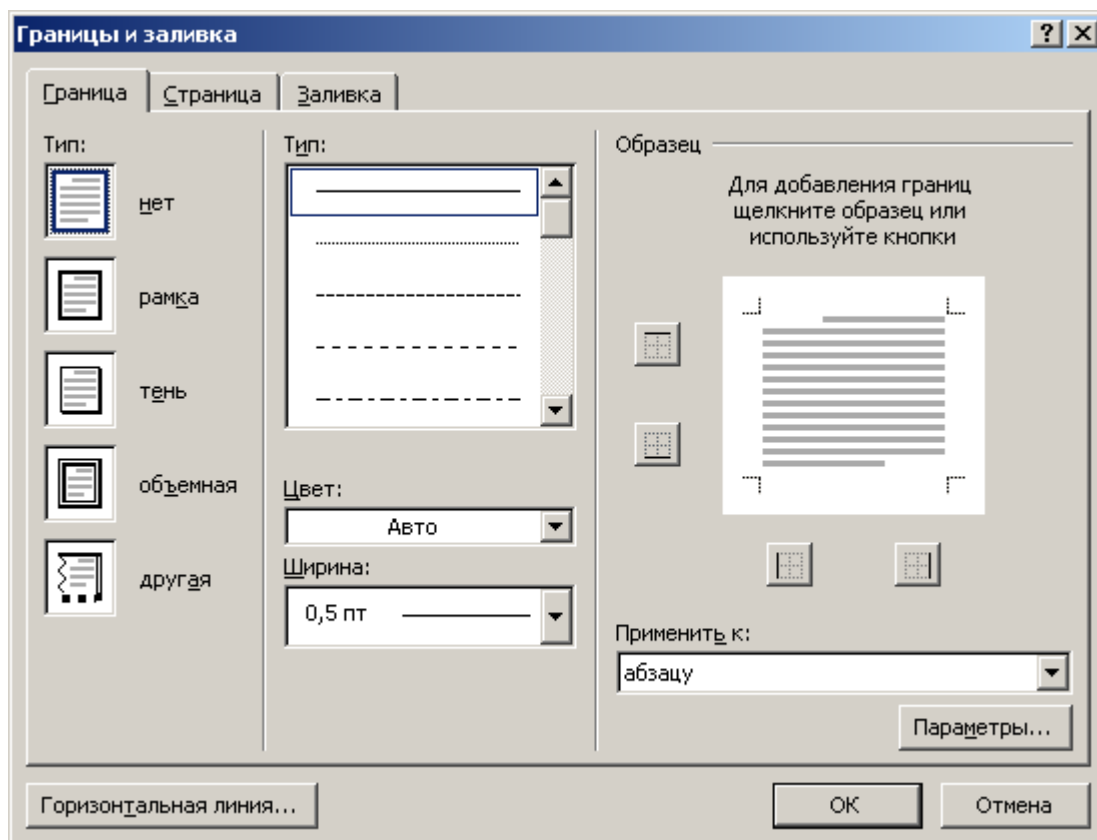 Границы и заливка
Граница
Страница
Заливка
Тип:
нет
рамка
тень
объемная
другая
Тип:
Цвет:
Авто
Ширина:
0,5 пт
Образец
Для добавления границ
щелкните образец или
используйте кнопки
Применить к:
абзацу
Параметры...
Горизонтальная линия...
ОК
Отмена